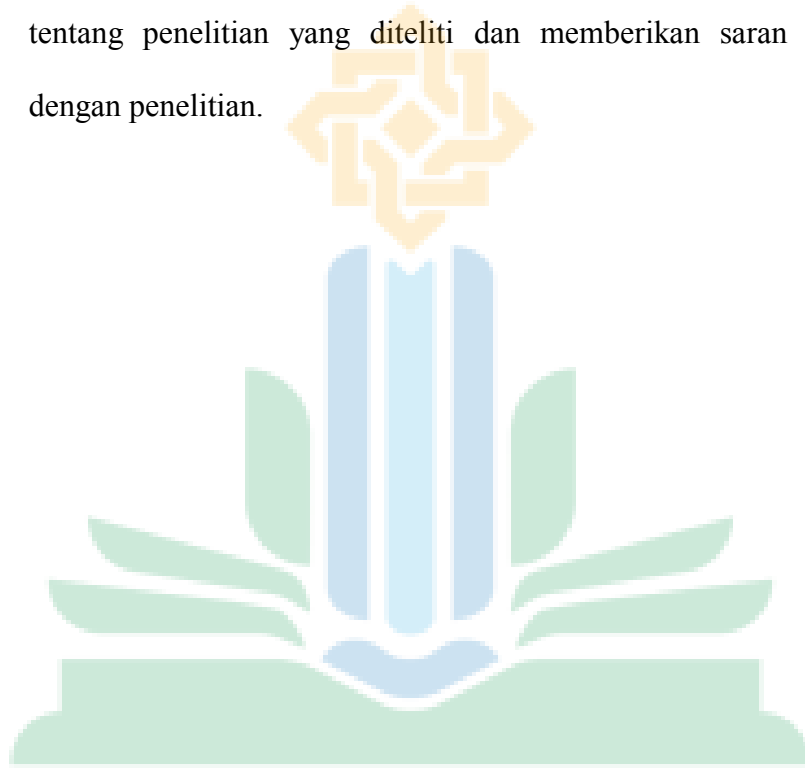 tentang penelitian yang diteliti dan memberikan saran
dengan penelitian.